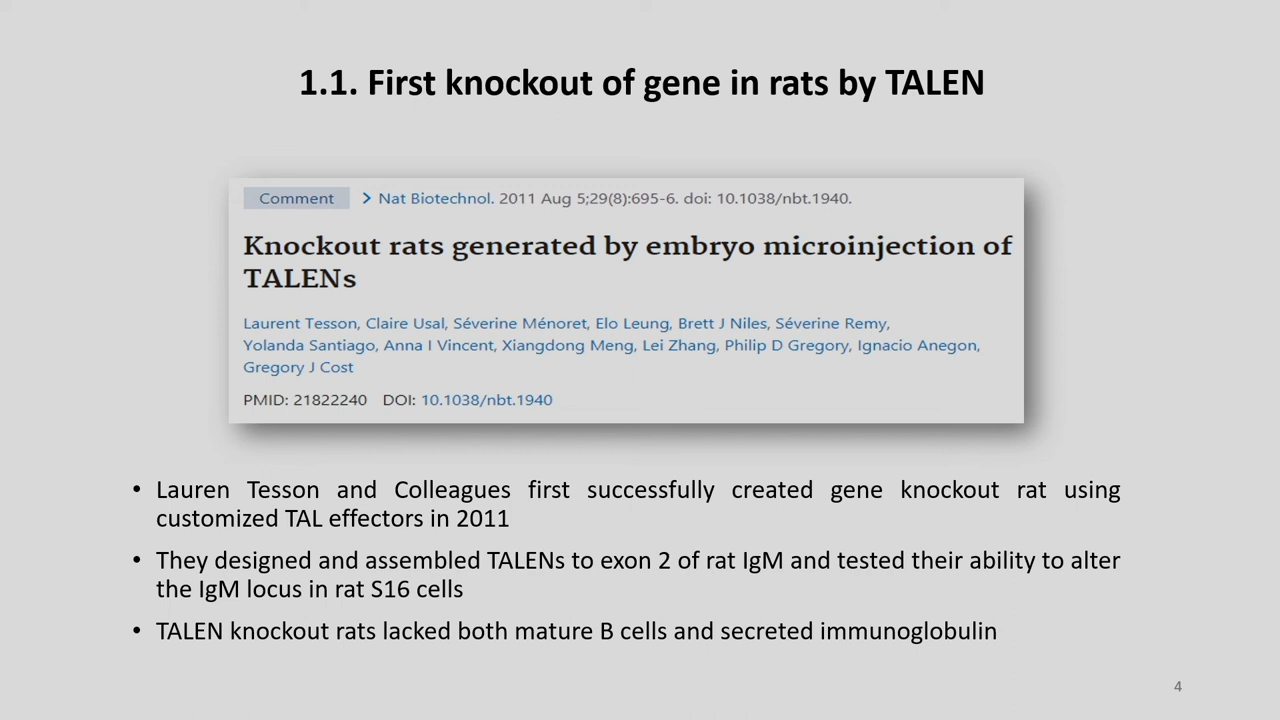 1.1. First knockout of gene in rats by TALEN
Comment > Nat Biotechnol. 2011 Aug 5;29(8):695-6. doi: 10.1038/nbt.1940.
Knockout rats generated by embryo microinjection of
TALENs
Laurent Tesson, Claire Usal, Séverine Ménoret, Elo Leung, Brett J Niles, Séverine Remy,
Yolanda Santiago, Anna I Vincent, Xiangdong Meng, Lei Zhang, Philip D Gregory, Ignacio Anegon,
Gregory J Cost
PMID: 21822240 DOI: 10.1038/nbt.1940
• Lauren Tesson and Colleagues first successfully created gene knockout rat using
customized TAL effectors in 2011
• They designed and assembled TALENs to exon 2 of rat IgM and tested their ability to alter
the IgM locus in rat S16 cells
• TALEN knockout rats lacked both mature B cells and secreted immunoglobulin
4